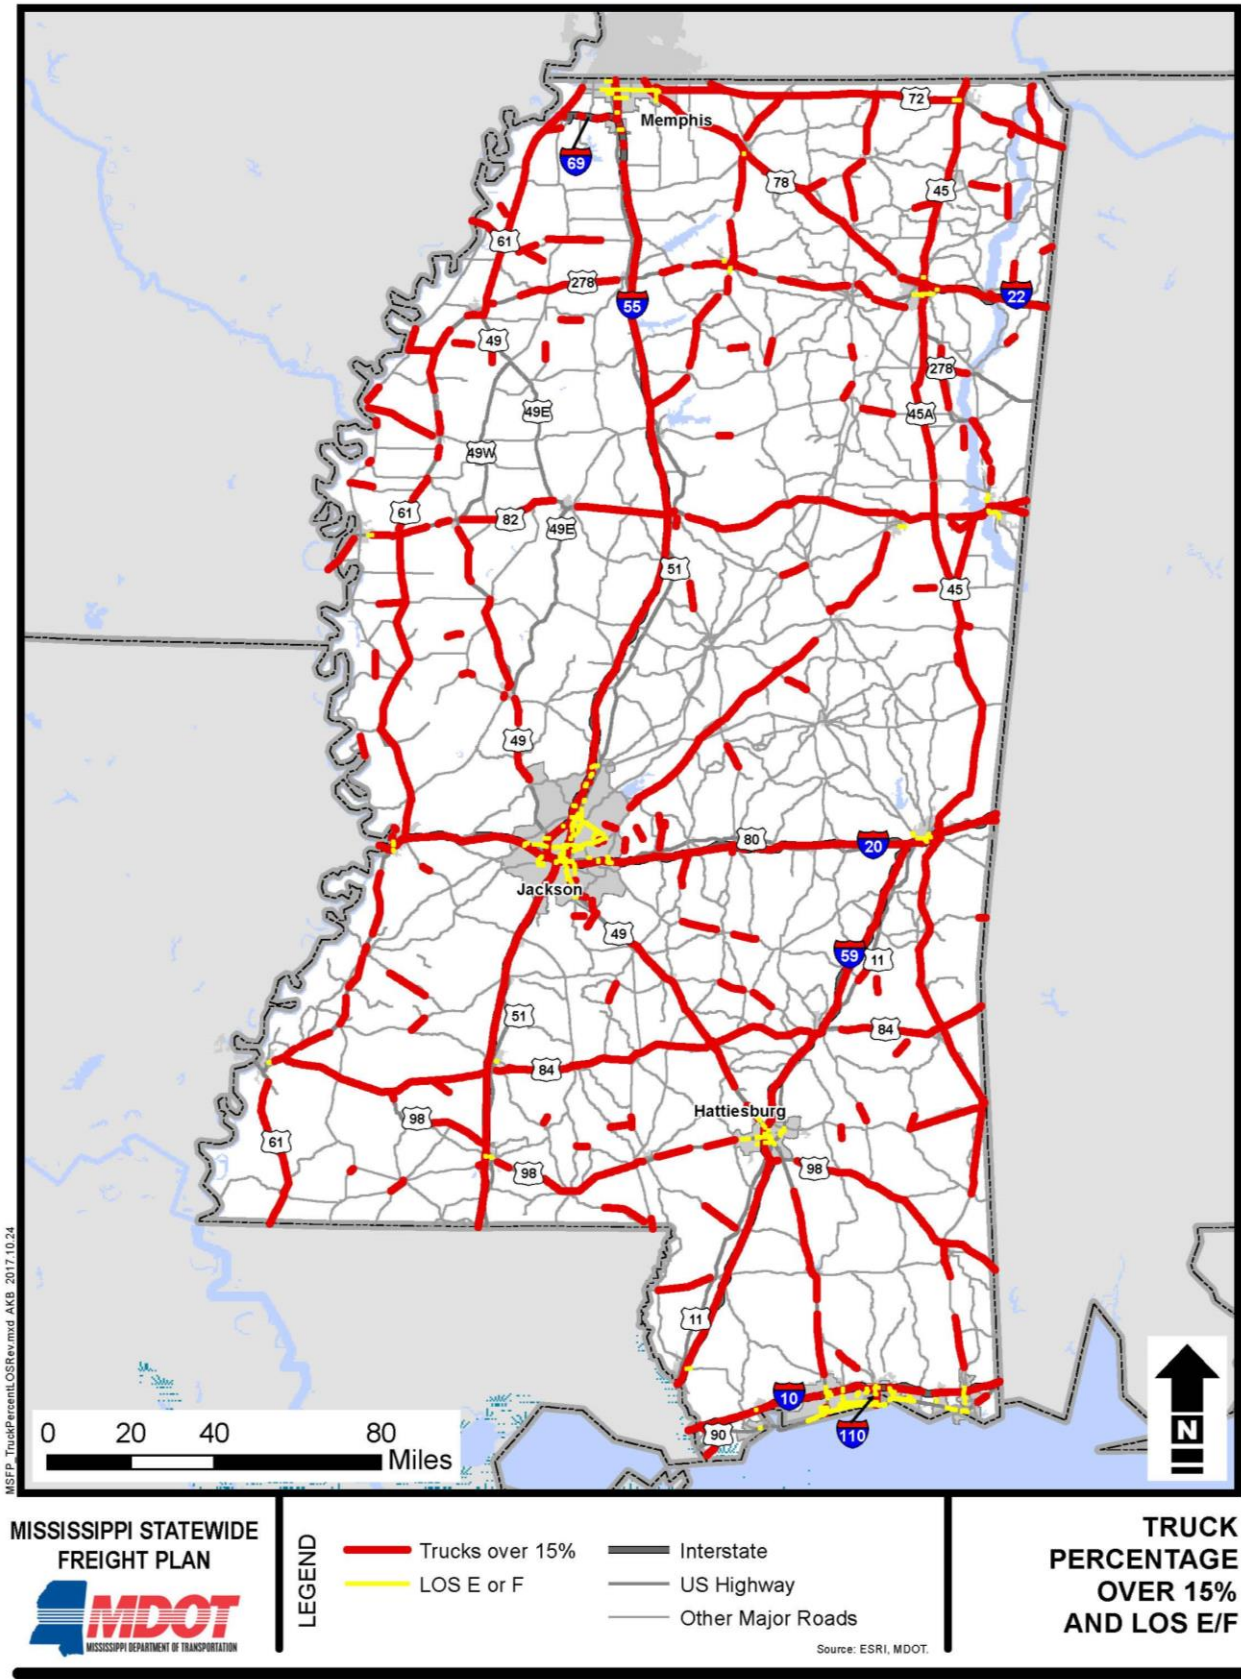 72
Memphis
69
78
45
61
278
55
22
49
278
49E
45A
49W
61
82
49E
51
45
49
80
20
Jackson
49
59
11
51
84
84
Hattiesburg
98
61
98
98
11
10
90
110
0 20 40 80
Miles
N
MSFP_TruckPercentLOSRev.mxd AKB 2017.10.24
MISSISSIPPI STATEWIDE
FREIGHT PLAN
MDOT
MISSISSIPPI DEPARTMENT OF TRANSPORTATION
LEGEND
Trucks over 15%
LOS E or F
Interstate
US Highway
Other Major Roads
Source: ESRI, MDOT.
TRUCK
PERCENTAGE
OVER 15%
AND LOS E/F